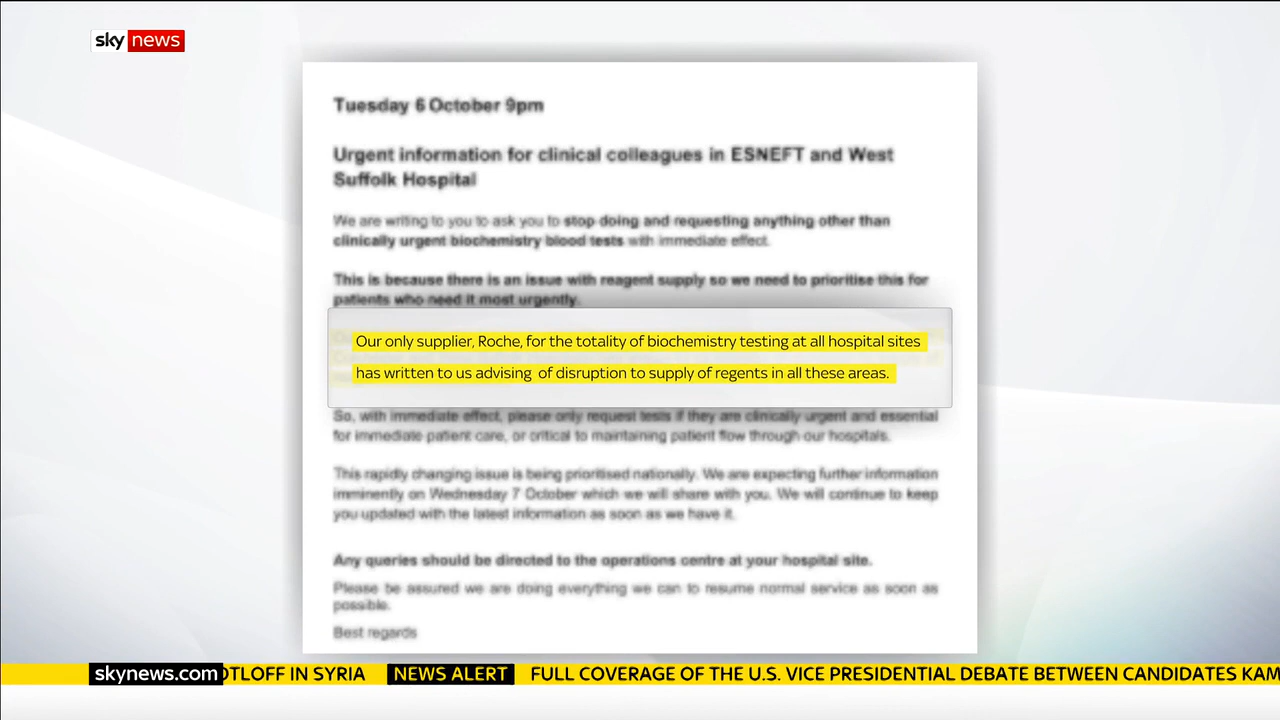 sky news
Tuesday 6 October 9pm
Urgent information for clinical colleagues in ESNEFT and West
Suffolk Hospital
We are writing to you to ask you to stop doing and requesting anything other than
clinically urgent biochemistry blood tests with immediate effect.
This is because there is an issue with reagent supply so we need to prioritise this for
patients who need it most urgently.
Our only supplier, Roche, for the totality of biochemistry testing at all hospital sites
has written to us advising of disruption to supply of regents in all these areas.
So, with immediate effect, please only request tests if they are clinically urgent and essential
for immediate patient care, or critical to maintaining patient flow through our hospitals.
This rapidly changing issue is being prioritised nationally. We are expecting further information
imminently on Wednesday 7 October which we will share with you. We will continue to keep
you updated with the latest information as soon as we have it.
Any queries should be directed to the operations centre at your hospital site.
Please be assured we are doing everything we can to resume normal service as soon as
possible.
Best regards
skynews.com OTLOFF IN SYRIA NEWS ALERT FULL COVERAGE OF THE U.S. VICE PRESIDENTIAL DEBATE BETWEEN CANDIDATES KAM